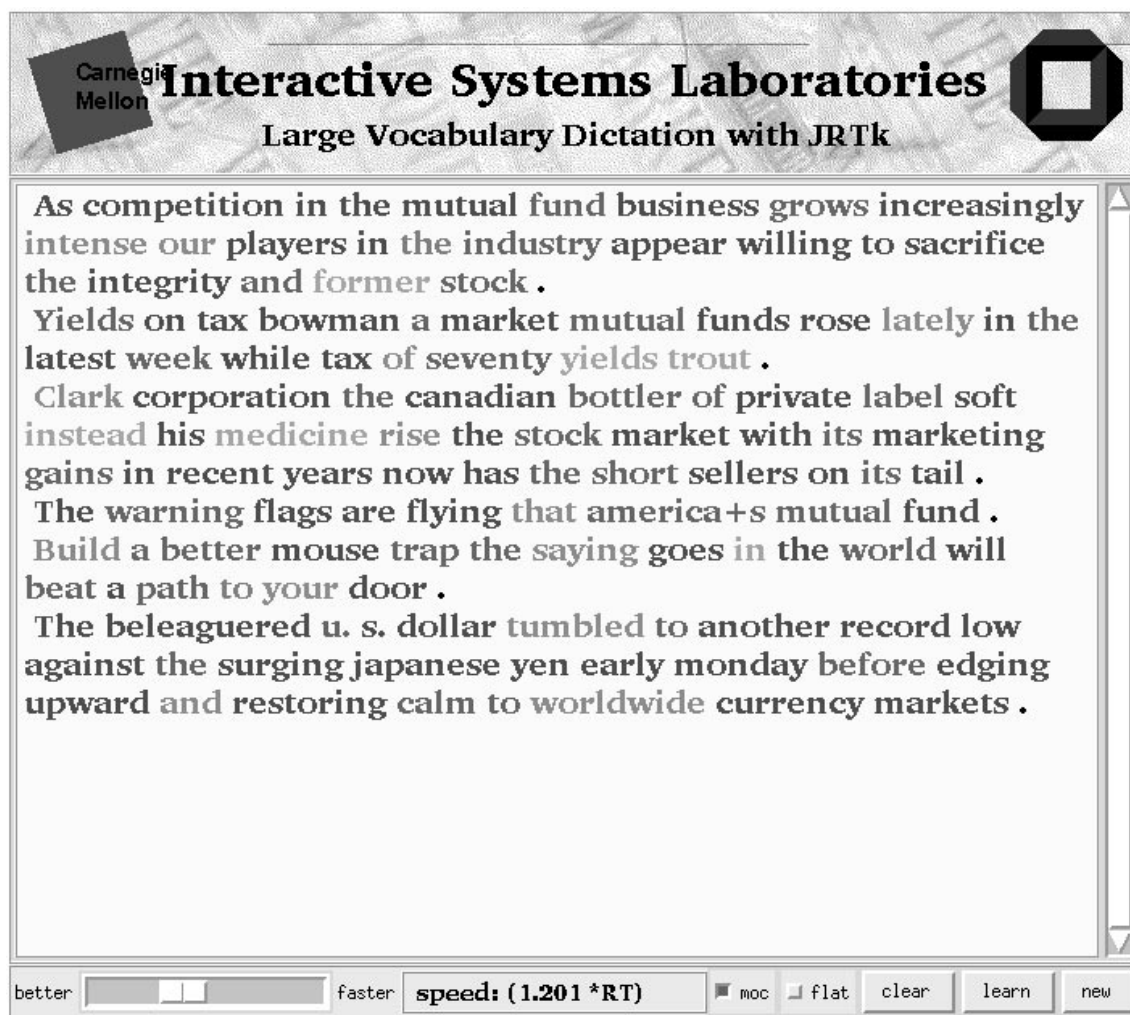 Carnegie
Mellon
Interactive Systems Laboratories
Large Vocabulary Dictation with JRTk
As competition in the mutual fund business grows increasingly
intense our players in the industry appear willing to sacrifice
the integrity and former stock .
Yields on tax bowman a market mutual funds rose lately in the
latest week while tax of seventy yields trout .
Clark corporation the canadian bottler of private label soft
instead his medicine rise the stock market with its marketing
gains in recent years now has the short sellers on its tail .
The warning flags are flying that america+s mutual fund .
Build a better mouse trap the saying goes in the world will
beat a path to your door .
The beleaguered u. s. dollar tumbled to another record low
against the surging japanese yen early monday before edging
upward and restoring calm to worldwide currency markets .
better faster speed: (1.201 *RT) moc flat clear learn new